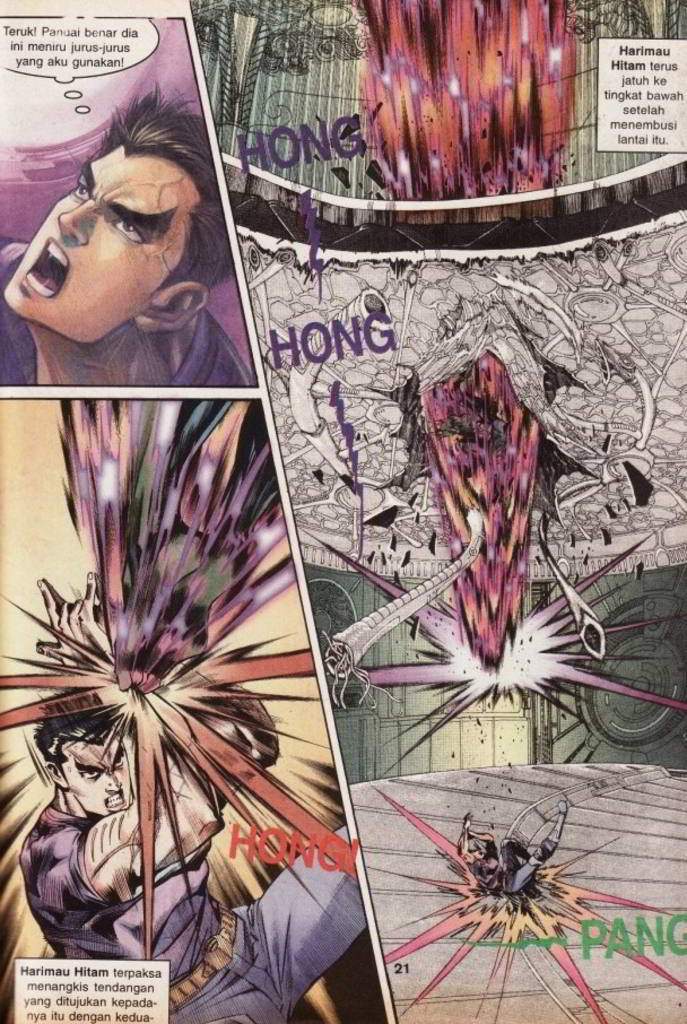 Teruk! Pandai benar dia
ini meniru jurus-jurus
yang aku gunakan!
Harimau
Hitam terus
jatuh ke
tingkat bawah
setelah
menembusi
lantai itu.
HONG
HONG
HONG!
PANG
21
Harimau Hitam terpaksa
menangkis tendangan
yang ditujukan kepada-
nya itu dengan kedua-